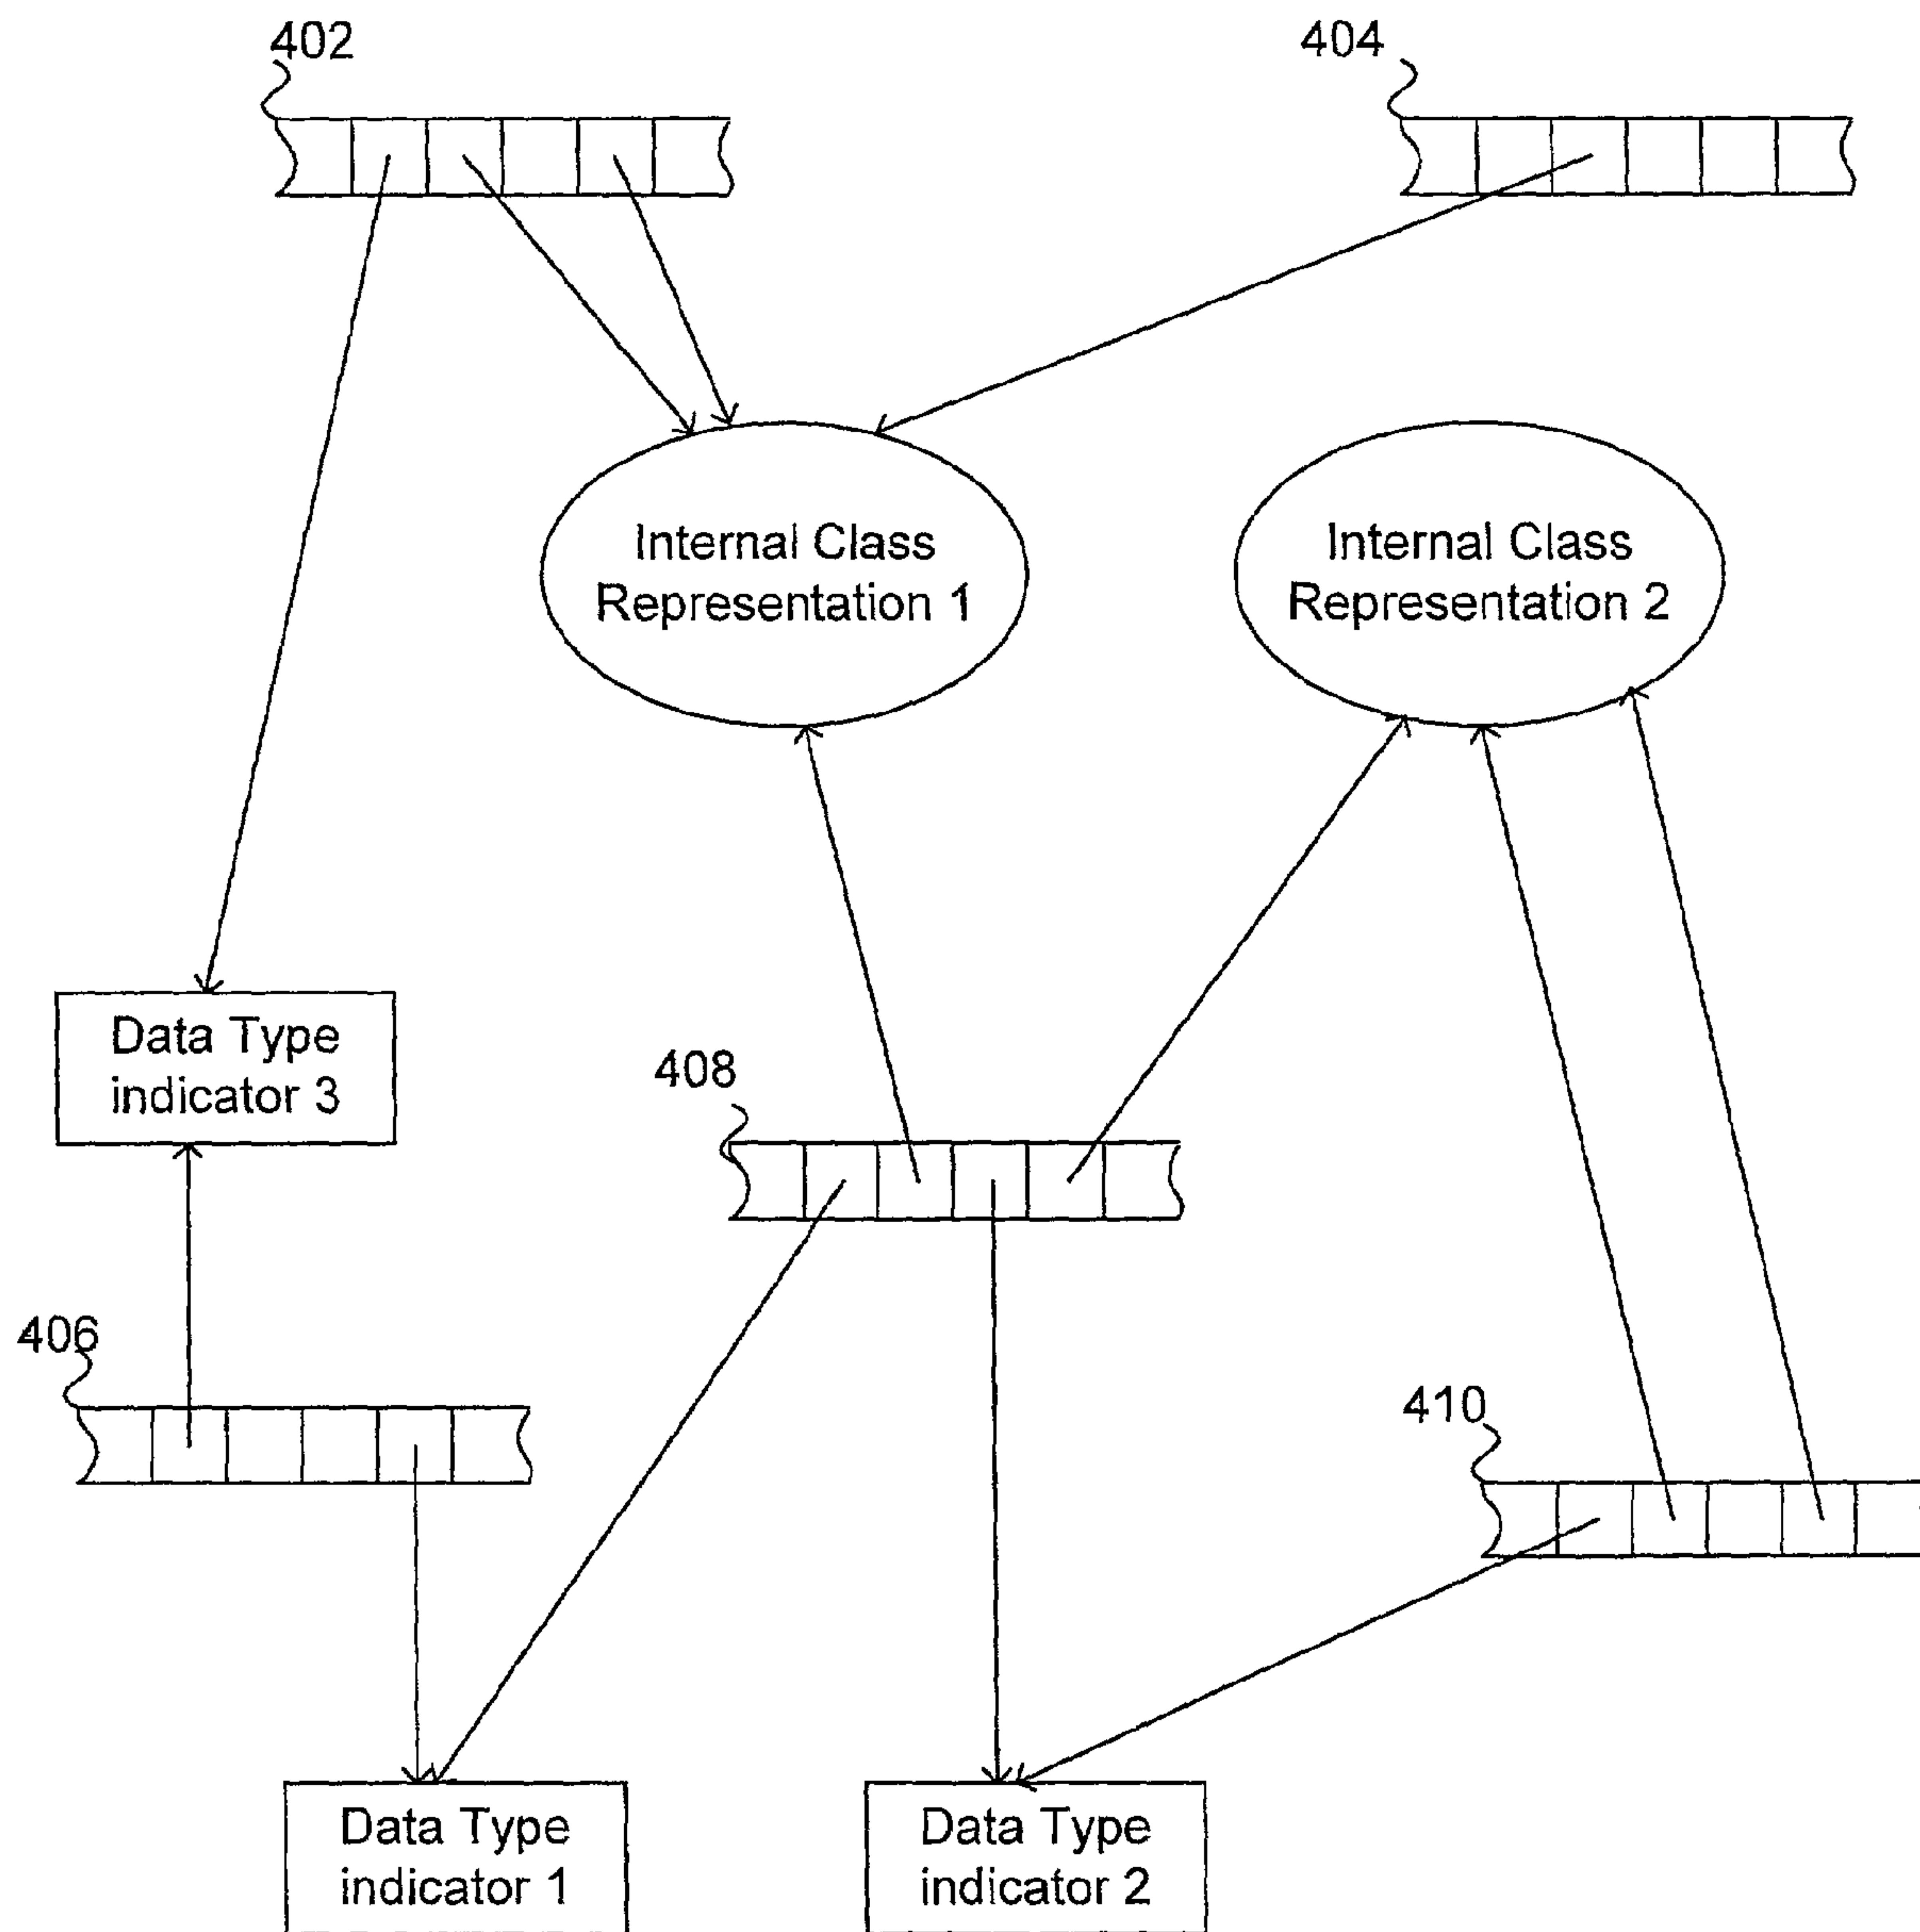 402
404
Internal Class
Representation 1
Internal Class
Representation 2
Data Type
indicator 3
408
406
410
Data Type
indicator 1
Data Type
indicator 2